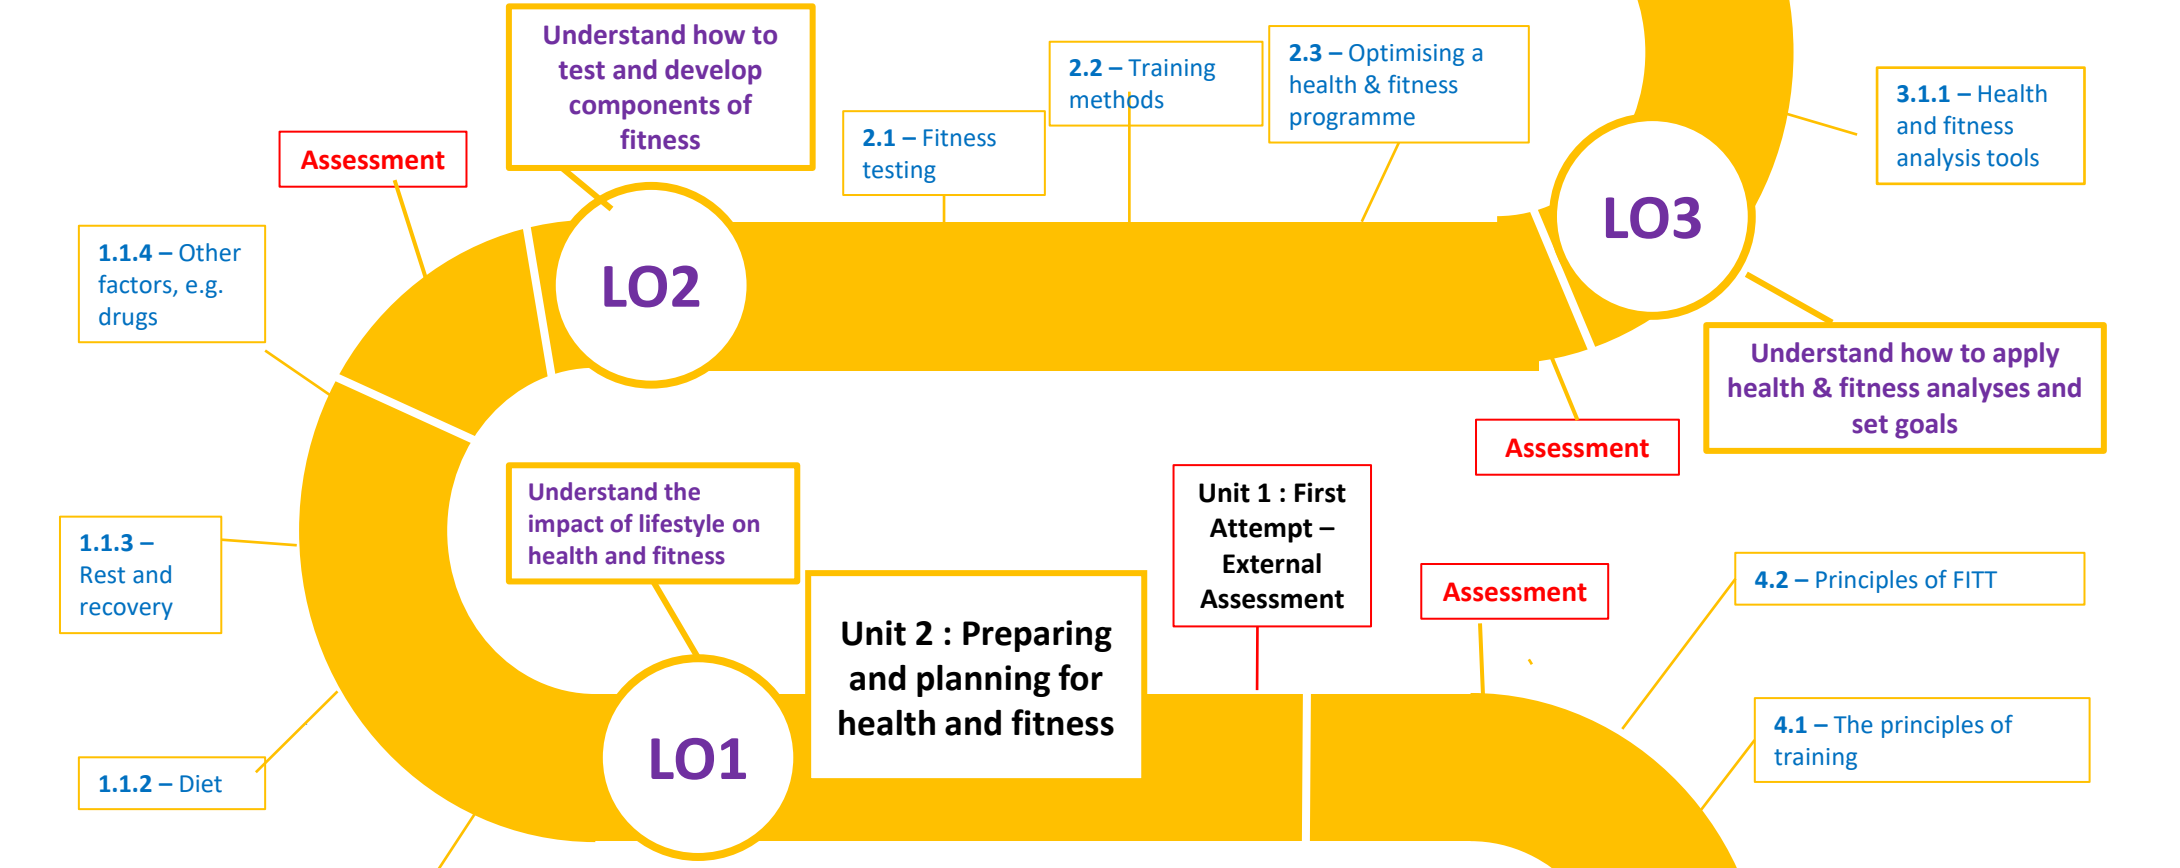 Understand how to
test and develop
components of
fitness
2.2 – Training
methods
2.3 – Optimising a
health & fitness
programme
3.1.1 – Health
and fitness
analysis tools
2.1 – Fitness
testing
Assessment
LO3
1.1.4 – Other
factors, e.g.
drugs
LO2
Understand how to apply
health & fitness analyses and
set goals
Assessment
Understand the
impact of lifestyle on
health and fitness
Unit 1 : First
Attempt –
External
Assessment
1.1.3 –
Rest and
recovery
Assessment
4.2 – Principles of FITT
Unit 2 : Preparing
and planning for
health and fitness
4.1 – The principles of
training
LO1
1.1.2 – Diet